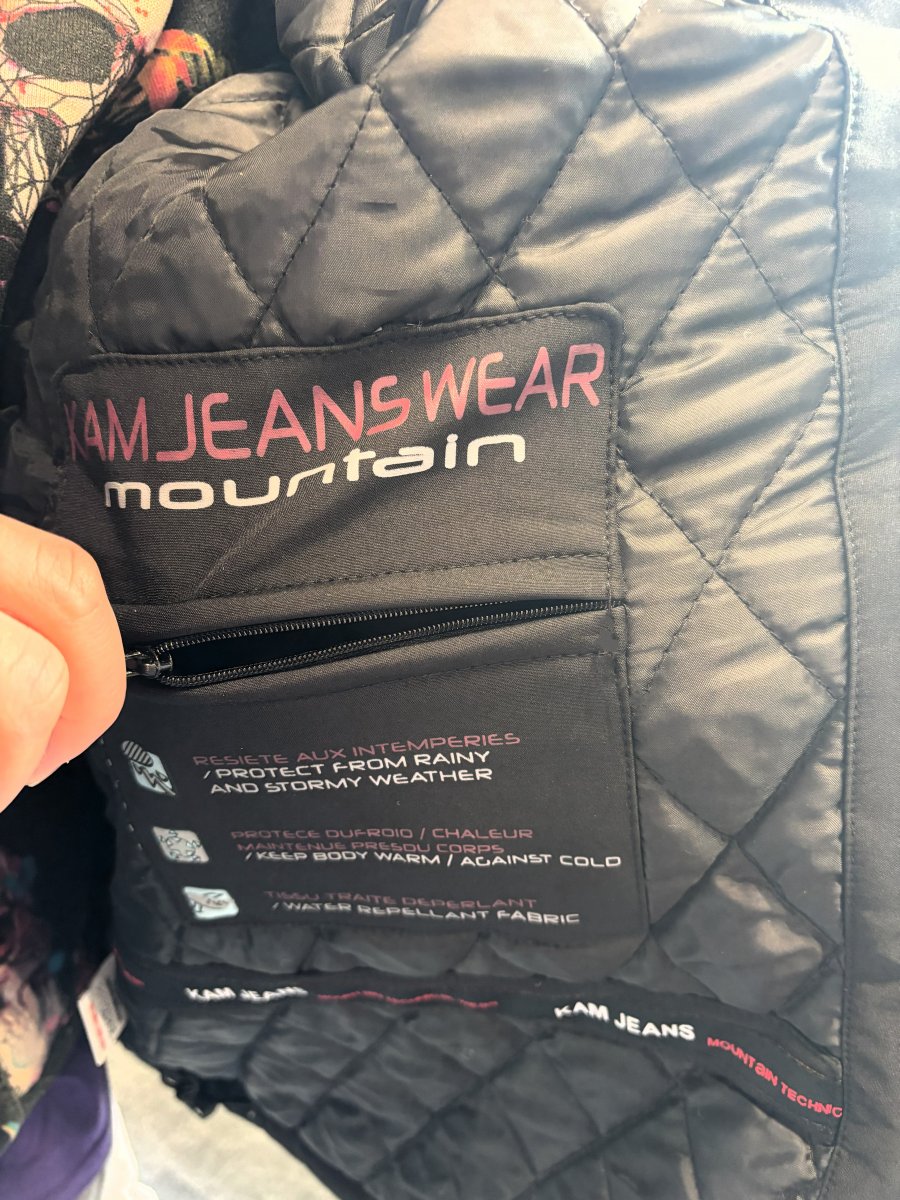 KAM JEANSWEAR
mountain
RESIETE AUX INTEMPERIES
/ PROTECT FROM RAINY
AND STORMY WEATHER
PROTECE DUFROID / CHALEUR
MAINTENUE PRESDU CORPS
/ KEEP BODY WARM / AGAINST COLD
TISSU TRAITE DEPERLANT
/ WATER REPELLANT FABRIC
KAM JEANS
KAM JEANS MOUNTAIN TECHNIC